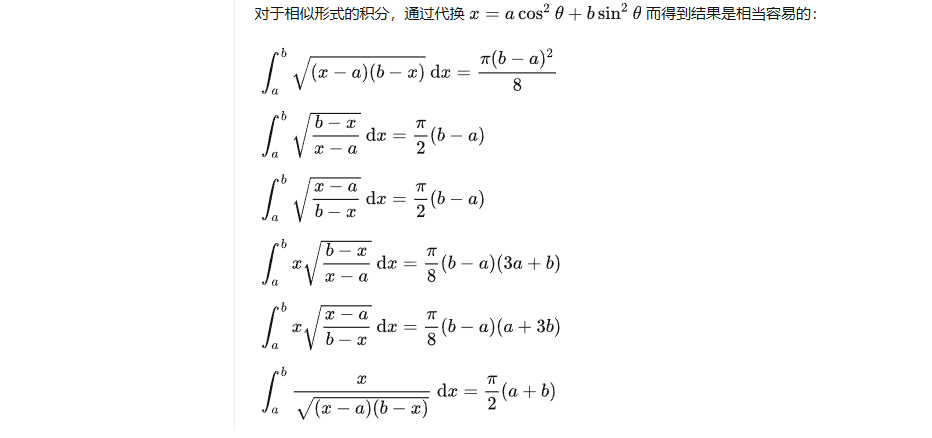 对于相似形式的积分，通过代换 $x = a\cos^2\theta + b\sin^2\theta$ 而得到结果是相当容易的：
$\int_a^b \sqrt{(x-a)(b-x)}\,\mathrm{d}x = \frac{\pi(b-a)^2}{8}$
$\int_a^b \sqrt{\frac{b-x}{x-a}}\,\mathrm{d}x = \frac{\pi}{2}(b-a)$
$\int_a^b \sqrt{\frac{x-a}{b-x}}\,\mathrm{d}x = \frac{\pi}{2}(b-a)$
$\int_a^b x\sqrt{\frac{b-x}{x-a}}\,\mathrm{d}x = \frac{\pi}{8}(b-a)(3a+b)$
$\int_a^b x\sqrt{\frac{x-a}{b-x}}\,\mathrm{d}x = \frac{\pi}{8}(b-a)(a+3b)$
$\int_a^b \frac{x}{\sqrt{(x-a)(b-x)}}\,\mathrm{d}x = \frac{\pi}{2}(a+b)$